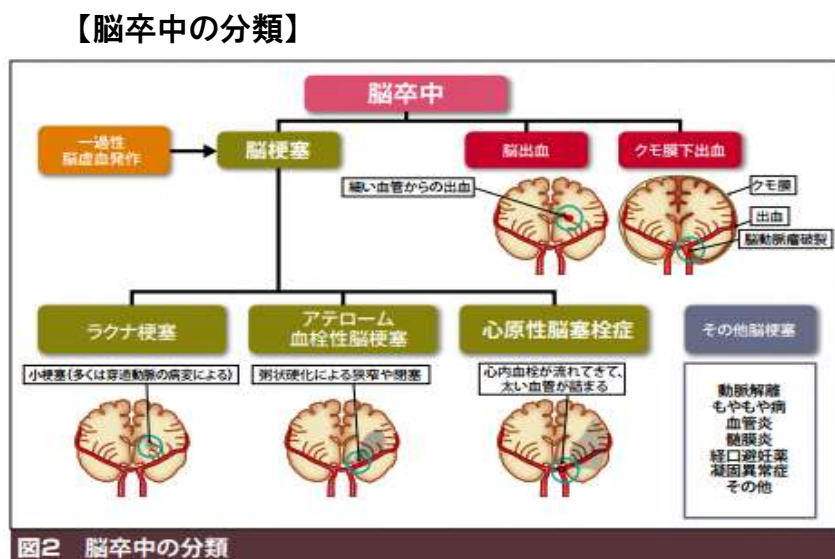 【脳卒中の分類】
脳卒中
一過性
脳虚血発作
脳梗塞
脳出血
クモ膜下出血
細い血管からの出血
クモ膜
出血
脳動脈瘤破裂
ラクナ梗塞
アテローム
血栓性脳梗塞
心原性脳塞栓症
その他脳梗塞
小梗塞(多くは穿通動脈の病変による)
粥状硬化による狭窄や閉塞
心内血栓が流れてきて、
太い血管が詰まる
動脈解離
もやもや病
血管炎
髄膜炎
経口避妊薬
凝固異常症
その他
図2 脳卒中の分類